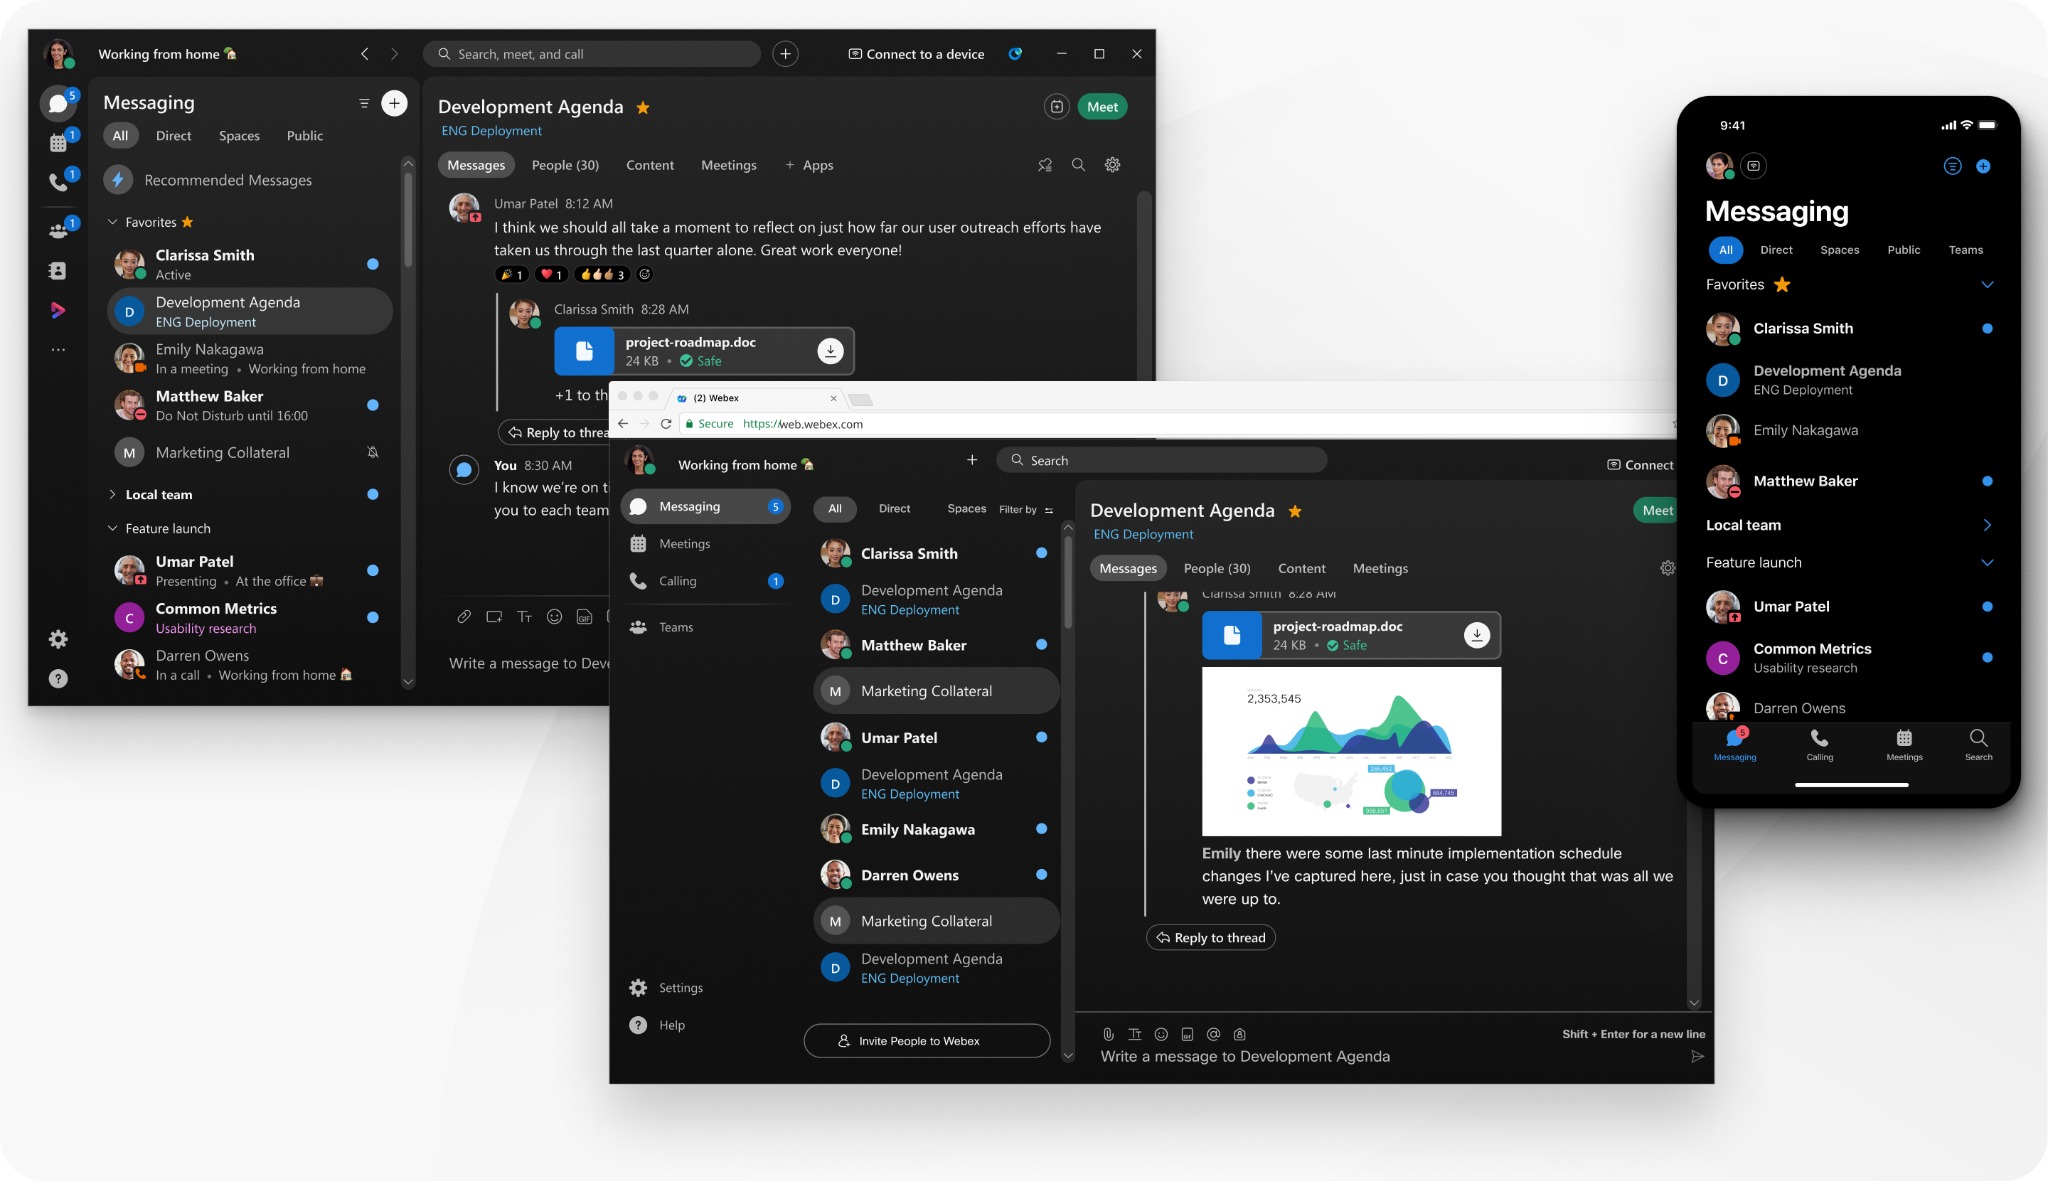 Working from home
Search, meet, and call
Connect to a device
5
1
1
1
Messaging
All Direct Spaces Public
Recommended Messages
Favorites
Clarissa Smith
Active
D
Development Agenda
ENG Deployment
Emily Nakagawa
In a meeting • Working from home
Matthew Baker
Do Not Disturb until 16:00
M
Marketing Collateral
Local team
Feature launch
Umar Patel
Presenting • At the office
C
Common Metrics
Usability research
Darren Owens
In a call • Working from home
Development Agenda
Meet
ENG Deployment
Messages People (30) Content Meetings + Apps
Umar Patel 8:12 AM
I think we should all take a moment to reflect on just how far our user outreach efforts have
taken us through the last quarter alone. Great work everyone!
1 1 3
Clarissa Smith 8:28 AM
project-roadmap.doc
24 KB • Safe
+1 to th
Reply to threa
You 8:30 AM
I know we're on ti
you to each team
Write a message to Deve
(2) Webex
Secure https://web.webex.com
Working from home
Search
Connect
Messaging 5
Meetings
Calling 1
Teams
Settings
Help
All Direct Spaces Filter by
Clarissa Smith
D
Development Agenda
ENG Deployment
Matthew Baker
M
Marketing Collateral
Umar Patel
D
Development Agenda
ENG Deployment
Emily Nakagawa
Darren Owens
M
Marketing Collateral
D
Development Agenda
ENG Deployment
Invite People to Webex
Development Agenda
Meet
ENG Deployment
Messages People (30) Content Meetings
Clarissa Smith 8:28 AM
project-roadmap.doc
24 KB • Safe
2,353,545
Emily there were some last minute implementation schedule
changes I've captured here, just in case you thought that was all we
were up to.
Reply to thread
Shift + Enter for a new line
Write a message to Development Agenda
9:41
Messaging
All Direct Spaces Public Teams
Favorites
Clarissa Smith
D
Development Agenda
ENG Deployment
Emily Nakagawa
Matthew Baker
Local team
Feature launch
Umar Patel
C
Common Metrics
Usability research
Darren Owens
5
Messaging Calling Meetings Search